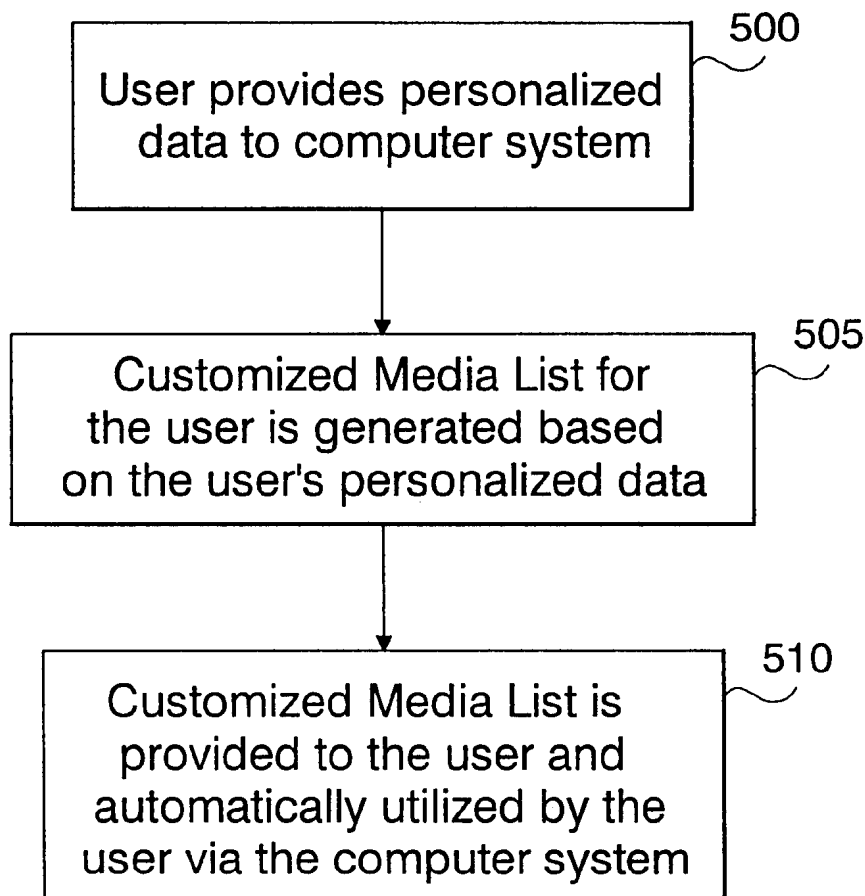 500
User provides personalized
data to computer system
505
Customized Media List for
the user is generated based
on the user's personalized data
510
Customized Media List is
provided to the user and
automatically utilized by the
user via the computer system